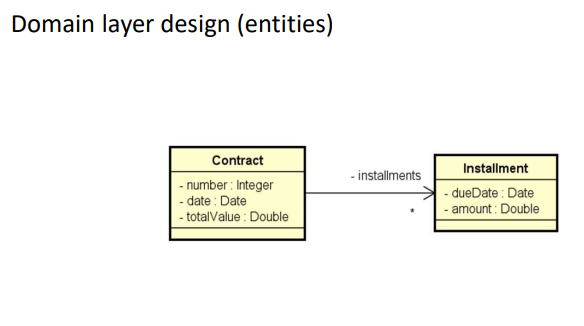 Domain layer design (entities)
Contract
- number : Integer
- date : Date
- totalValue : Double
- installments
*
Installment
- dueDate : Date
- amount : Double